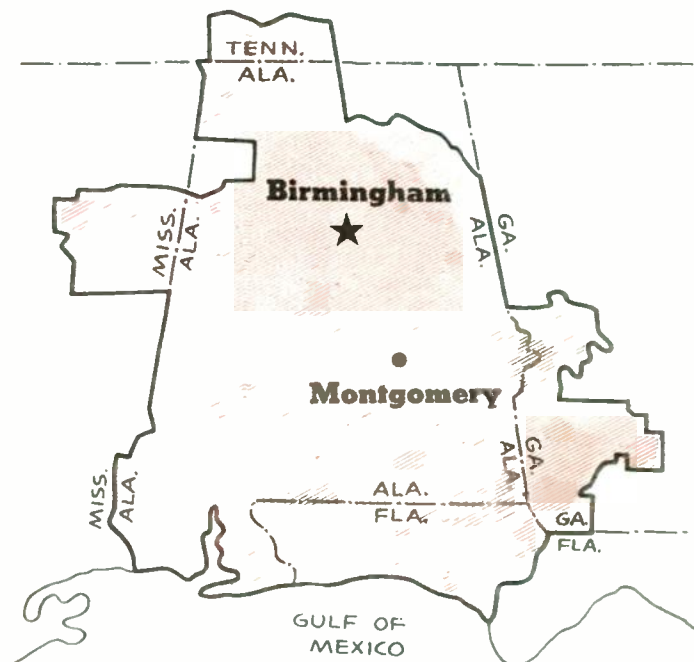 TENN.
ALA.
Birmingham
MISS.
ALA.
GA.
ALA.
Montgomery
GA.
ALA.
MISS.
ALA.
ALA.
FLA.
GA.
FLA.
GULF OF
MEXICO